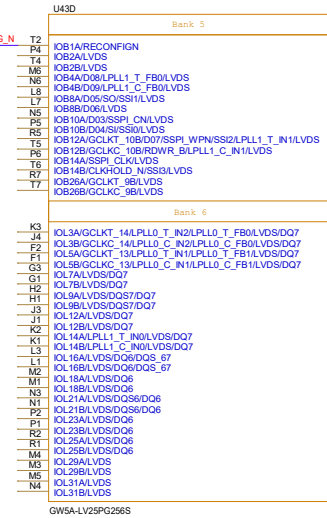 U43D
Bank 5
G_N T2 IOB1A/RECONFIGN
P4 IOB2A/LVDS
T4 IOB2B/LVDS
M6 IOB4A/D08/LPLL1_T_FB0/LVDS
N6 IOB4B/D09/LPLL1_C_FB0/LVDS
L8 IOB8A/D05/SO/SSI1/LVDS
L7 IOB8B/D06/LVDS
N5 IOB10A/D03/SSPI_CN/LVDS
P5 IOB10B/D04/SI/SSI0/LVDS
R5 IOB12A/GCLKT_10B/D07/SSPI_WPN/SSI2/LPLL1_T_IN1/LVDS
T5 IOB12B/GCLKC_10B/RDWR_B/LPLL1_C_IN1/LVDS
P6 IOB14A/SSPI_CLK/LVDS
T6 IOB14B/CLKHOLD_N/SSI3/LVDS
R7 IOB26A/GCLKT_9B/LVDS
T7 IOB26B/GCLKC_9B/LVDS
Bank 6
K3 IOL3A/GCLKT_14/LPLL0_T_IN2/LPLL0_T_FB0/LVDS/DQ7
J4 IOL3B/GCLKC_14/LPLL0_C_IN2/LPLL0_C_FB0/LVDS/DQ7
F2 IOL5A/GCLKT_13/LPLL0_T_IN1/LPLL0_T_FB1/LVDS/DQ7
F1 IOL5B/GCLKC_13/LPLL0_C_IN1/LPLL0_C_FB1/LVDS/DQ7
G3 IOL7A/LVDS/DQ7
G1 IOL7B/LVDS/DQ7
H2 IOL9A/LVDS/DQS7/DQ7
H1 IOL9B/LVDS/DQS7/DQ7
J3 IOL12A/LVDS/DQ7
J1 IOL12B/LVDS/DQ7
K2 IOL14A/LPLL1_T_IN0/LVDS/DQ7
K1 IOL14B/LPLL1_C_IN0/LVDS/DQ7
L3 IOL16A/LVDS/DQ6/DQS_67
L1 IOL16B/LVDS/DQ6/DQS_67
M2 IOL18A/LVDS/DQ6
M1 IOL18B/LVDS/DQ6
N3 IOL21A/LVDS/DQS6/DQ6
N1 IOL21B/LVDS/DQS6/DQ6
P2 IOL23A/LVDS/DQ6
P1 IOL23B/LVDS/DQ6
R2 IOL25A/LVDS/DQ6
R1 IOL25B/LVDS/DQ6
M4 IOL29A/LVDS
M3 IOL29B/LVDS
M5 IOL31A/LVDS
N4 IOL31B/LVDS
GW5A-LV25PG256S